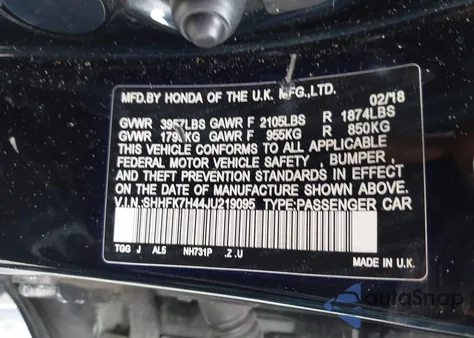 MFD.BY HONDA OF THE U.K. MFG.,LTD.
02/18
GVWR 3957LBS GAWR F 2105LBS R 1874LBS
GVWR KG GAWR F 955KG R 850KG
THIS VEHICLE CONFORMS TO ALL APPLICABLE
FEDERAL MOTOR VEHICLE SAFETY , BUMPER ,
AND THEFT PREVENTION STANDARDS IN EFFECT
ON THE DATE OF MANUFACTURE SHOWN ABOVE.
V.I.N.SHHFK7H44JU219095 TYPE:PASSENGER CAR
TGG J AL5 NH731P .Z .U
MADE IN U.K.
autoSnap